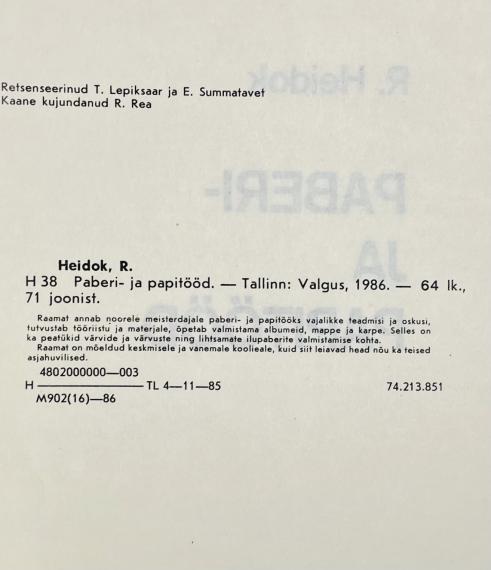 Retsenseerinud T. Lepiksaar ja E. Summatavet
Kaane kujundanud R. Rea
R. Heidok
PABERI-
JA
Heidok, R.
H 38 Paberi- ja papitööd. — Tallinn: Valgus, 1986. — 64 lk.,
71 joonist.
Raamat annab noorele meisterdajale paberi- ja papitööks vajalikke teadmisi ja oskusi,
tutvustab tööriistu ja materjale, õpetab valmistama albumeid, mappe ja karpe. Selles on
ka peatükid värvide ja värvuste ning lihtsamate ilupaberite valmistamise kohta.
Raamat on mõeldud keskmisele ja vanemale koolieale, kuid siit leiavad head nõu ka teised
asjahuvilised.
4802000000—003
H ——— TL 4—11—85 74.213.851
M902(16)—86